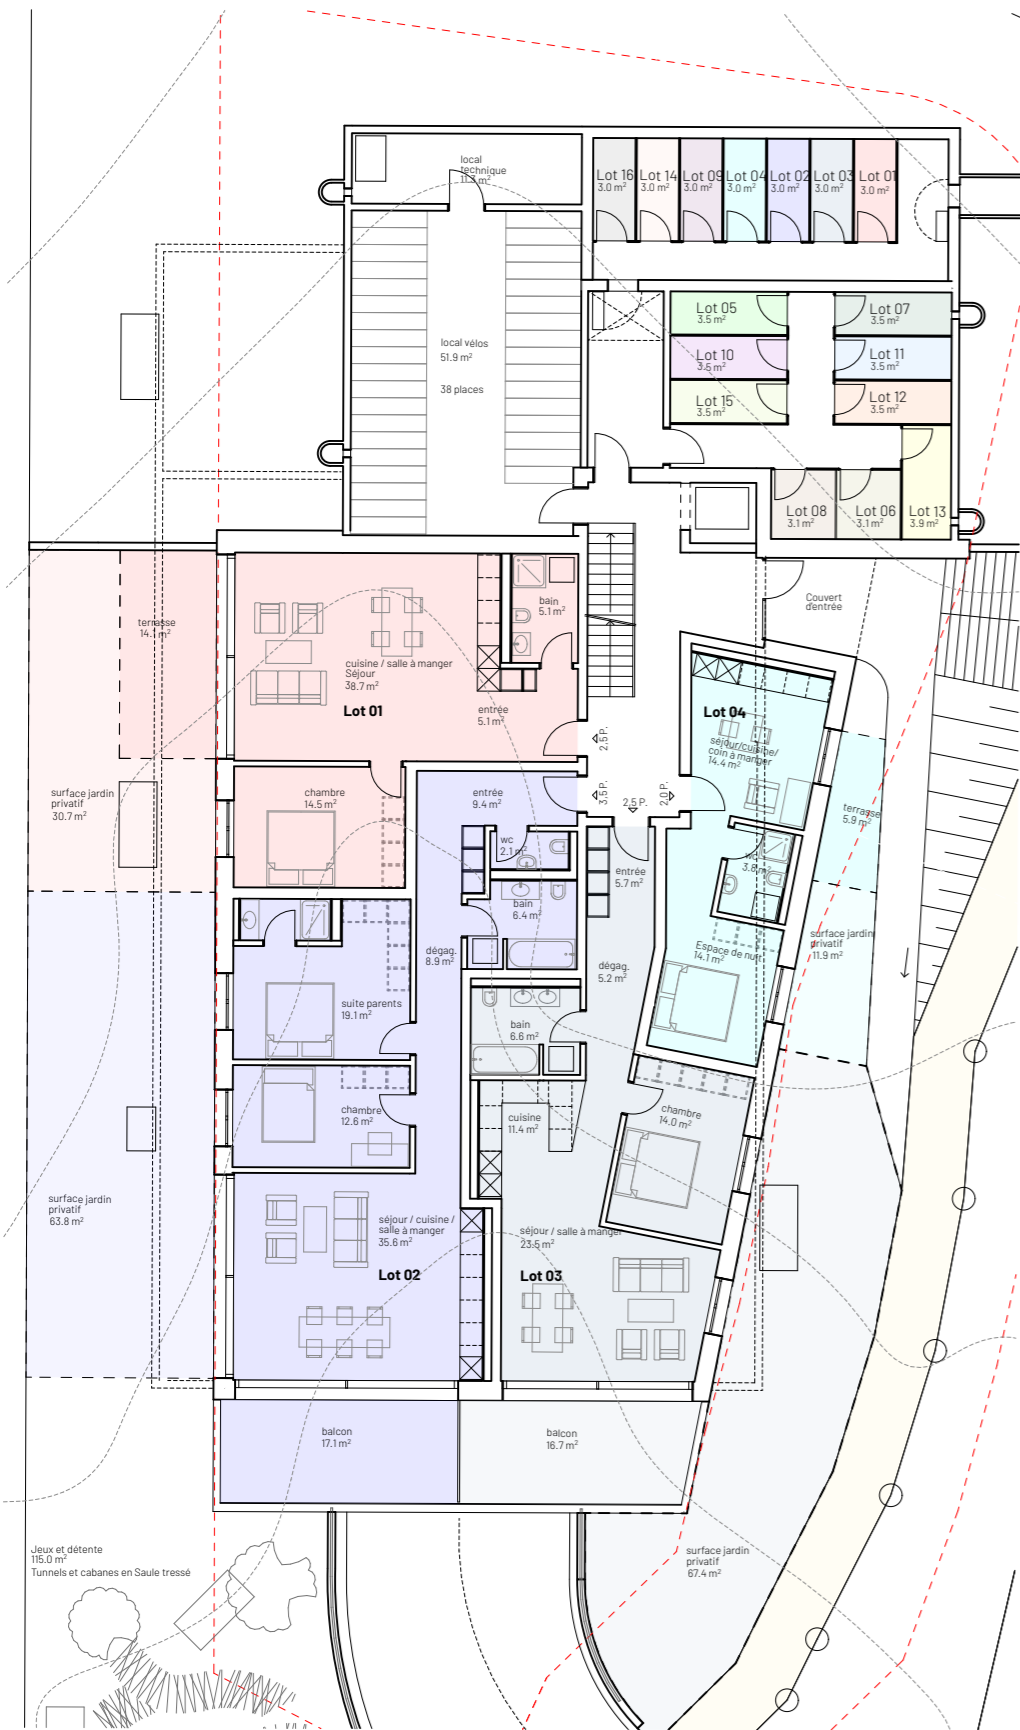 local
technique
11.3 m²
Lot 16
3.0 m²
Lot 14
3.0 m²
Lot 09
3.0 m²
Lot 04
3.0 m²
Lot 02
3.0 m²
Lot 03
3.0 m²
Lot 01
3.0 m²
Lot 05
3.5 m²
Lot 07
3.5 m²
Lot 10
3.5 m²
Lot 11
3.5 m²
Lot 15
3.5 m²
Lot 12
3.5 m²
Lot 08
3.1 m²
Lot 06
3.1 m²
Lot 13
3.9 m²
local vélos
51.9 m²
38 places
Couvert
d'entrée
terrasse
14.1 m²
bain
5.1 m²
cuisine / salle à manger
Séjour
38.7 m²
Lot 01
entrée
5.1 m²
2,5 P.
3,5 P.
2,5 P.
2,0 P.
Lot 04
séjour/cuisine/
coin à manger
14.4 m²
terrasse
5.9 m²
surface jardin
privatif
30.7 m²
chambre
14.5 m²
entrée
9.4 m²
wc
2.1 m²
bain
6.4 m²
entrée
5.7 m²
wc
3.6 m²
dégag.
8.9 m²
dégag.
5.2 m²
Espace de nuit
14.1 m²
surface jardin
privatif
11.9 m²
suite parents
19.1 m²
bain
6.6 m²
chambre
12.6 m²
cuisine
11.4 m²
chambre
14.0 m²
surface jardin
privatif
63.8 m²
séjour / cuisine /
salle à manger
35.6 m²
Lot 02
séjour / salle à manger
23.5 m²
Lot 03
balcon
17.1 m²
balcon
16.7 m²
surface jardin
privatif
67.4 m²
Jeux et détente
115.0 m²
Tunnels et cabanes en Saule tressé